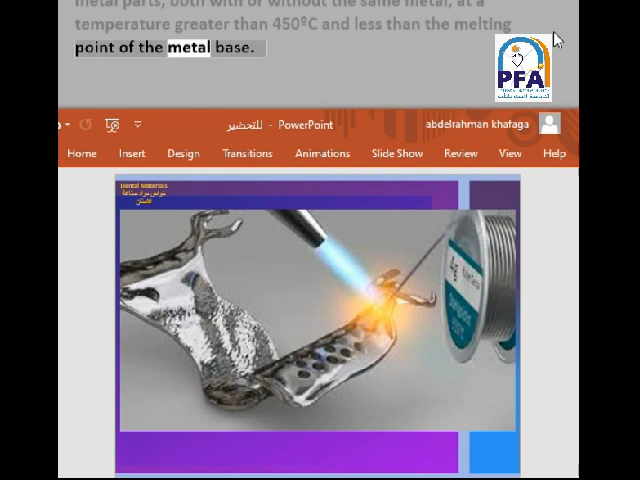 metal parts, both with or without the same metal, at a
temperature greater than 450ºC and less than the melting
point of the metal base.
PFA
للتحضير - PowerPoint
abdelrahman khafaga
Home Insert Design Transitions Animations Slide Show Review View Help
Dental Materials
الأسنان
4g